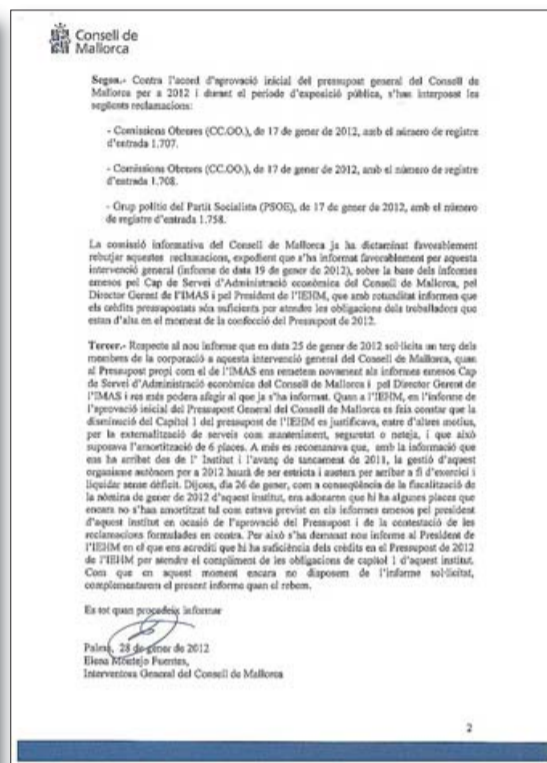 Consell de
Mallorca
Segon.- Contra l'acord d'aprovació inicial del pressupost general del Consell de
Mallorca per a 2012 i durant el període d'exposició pública, s'han interposat les
següents reclamacions:
- Comissions Obreres (CC.OO.), de 17 de gener de 2012, amb el número de registre
d'entrada 1.707.
- Comissions Obreres (CC.OO.), de 17 de gener de 2012, amb el número de registre
d'entrada 1.708.
- Grup polític del Partit Socialista (PSOE), de 17 de gener de 2012, amb el número
de registre d'entrada 1.758.
La comissió informativa del Consell de Mallorca ja ha dictaminat favorablement
rebutjar aquestes reclamacions, expedient que s'ha informat favorablement per aquesta
intervenció general (informe de data 19 de gener de 2012), sobre la base dels informes
emesos pel Cap de Servei d'Administració econòmica del Consell de Mallorca, pel
Director Gerent de l'IMAS i pel President de l'IEHM, que amb rotunditat informen que
els crèdits pressupostats són suficients per atendre les obligacions dels treballadors que
estan d'alta en el moment de la confecció del Pressupost de 2012.
Tercer.- Respecte al nou informe que en data 25 de gener de 2012 sol·licita un terç dels
membres de la corporació a aquesta intervenció general del Consell de Mallorca, quan
al Pressupost propi com el de l'IMAS ens remetem novament als informes emesos Cap
de Servei d'Administració econòmica del Consell de Mallorca i pel Director Gerent de
l'IMAS i res més podem afegir al que ja s'ha informat. Quan a l'IEHM, en l'informe de
l'aprovació inicial del Pressupost General del Consell de Mallorca es feia constar que la
disminució del Capítol 1 del pressupost de l'IEHM es justificava, entre d'altres motius,
per la externalització de serveis com manteniment, seguretat o neteja, i que això
suposava l'amortització de 6 places. A més es recomanava que, amb la informació que
ens ha arribat des de l' Institut i l'avanç de tancament de 2011, la gestió d'aquest
organisme autònom per a 2012 haurà de ser estricta i austera per arribar a fi d'exercici i
liquidar sense dèficit. Dijous, dia 26 de gener, com a conseqüència de la fiscalització de
la nòmina de gener de 2012 d'aquest institut, ens adonarem que hi ha algunes places que
encara no s'han amortitzat tal com estava previst en els informes emesos pel president
d'aquest institut en ocasió de l'aprovació del Pressupost i de la contestació de les
reclamacions formulades en contra. Per això s'ha demanat nou informe al President de
l'IEHM en el que ens acrediti que hi ha suficiència dels crèdits en el Pressupost de 2012
de l'IEHM per atendre el compliment de les obligacions de capítol 1 d'aquest institut.
Com que en aquest moment encara no disposem de l'informe sol·licitat,
complementarem el present informe quan el rebem.
Es tot quan procedeix informar
Palma, 28 de gener de 2012
Elena Montejo Fuentes,
Interventora General del Consell de Mallorca
2